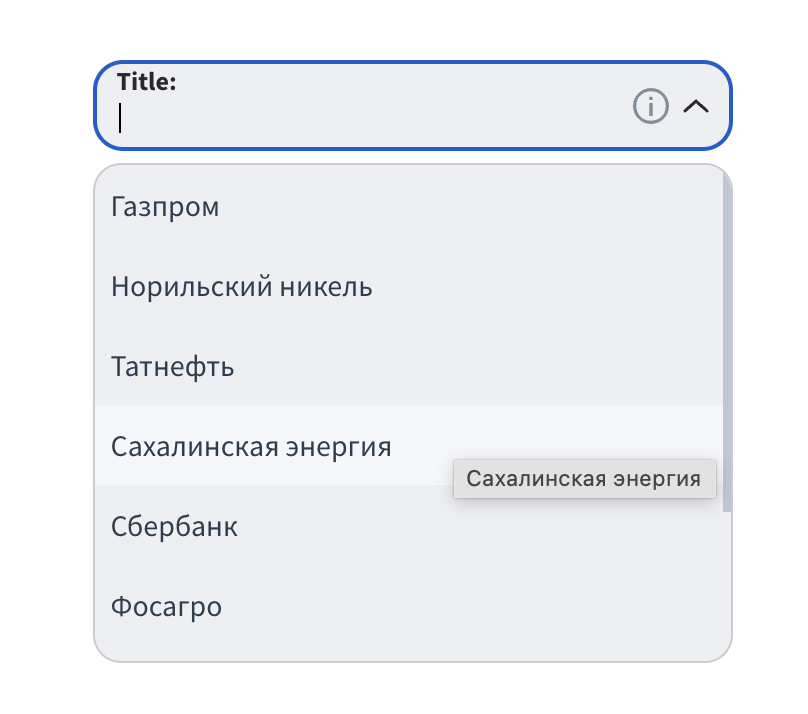 Title:
Газпром
Норильский никель
Татнефть
Сахалинская энергия
Сахалинская энергия
Сбербанк
Фосагро